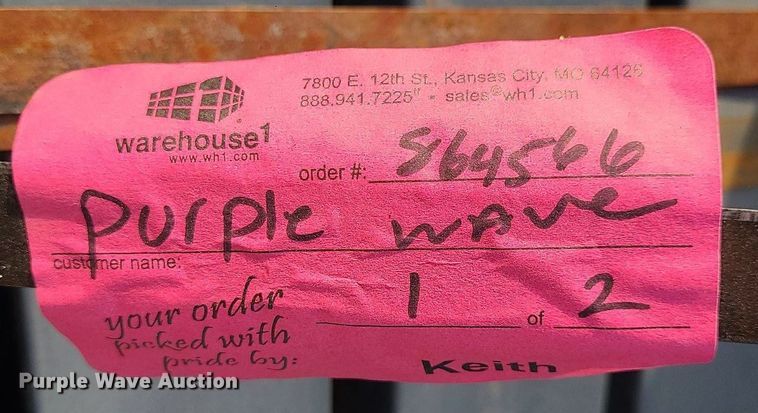 7800 E. 12th St., Kansas City, MO 64126
888.941.7225 • sales@wh1.com
warehouse1
www.wh1.com
order #: 864566
purple wave
customer name:
1 of 2
your order
picked with
pride by:
Keith
Purple Wave Auction